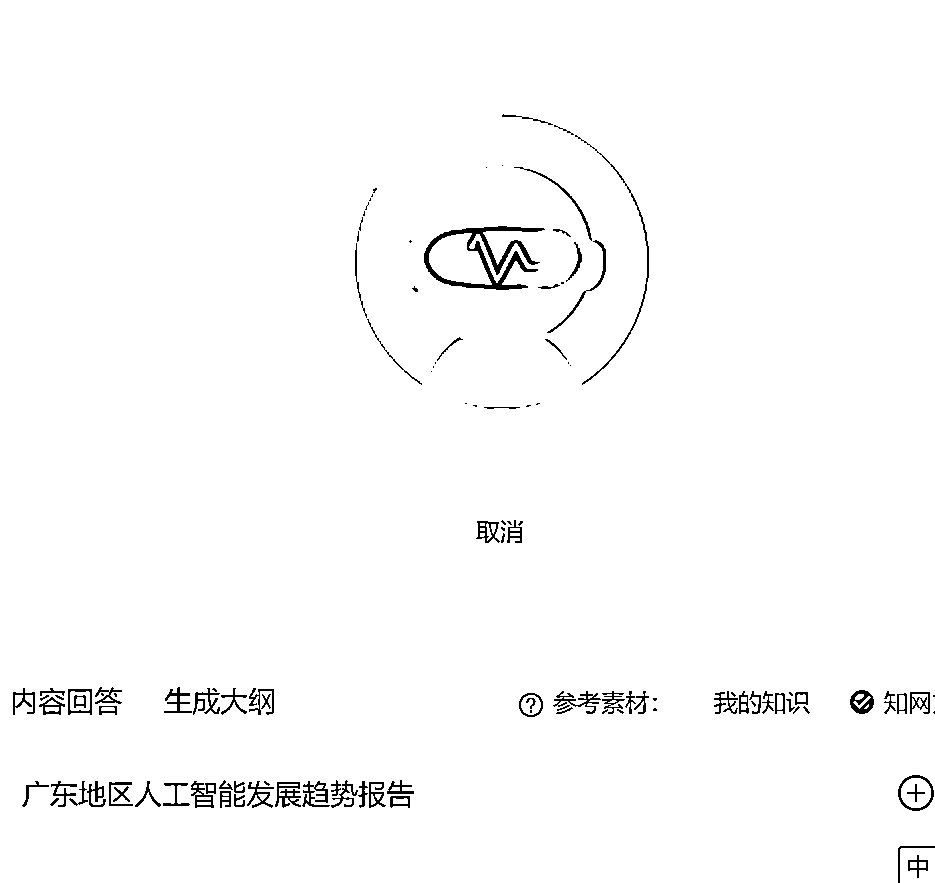 取消
内容回答 生成大纲 参考素材： 我的知识 知网
广东地区人工智能发展趋势报告
中